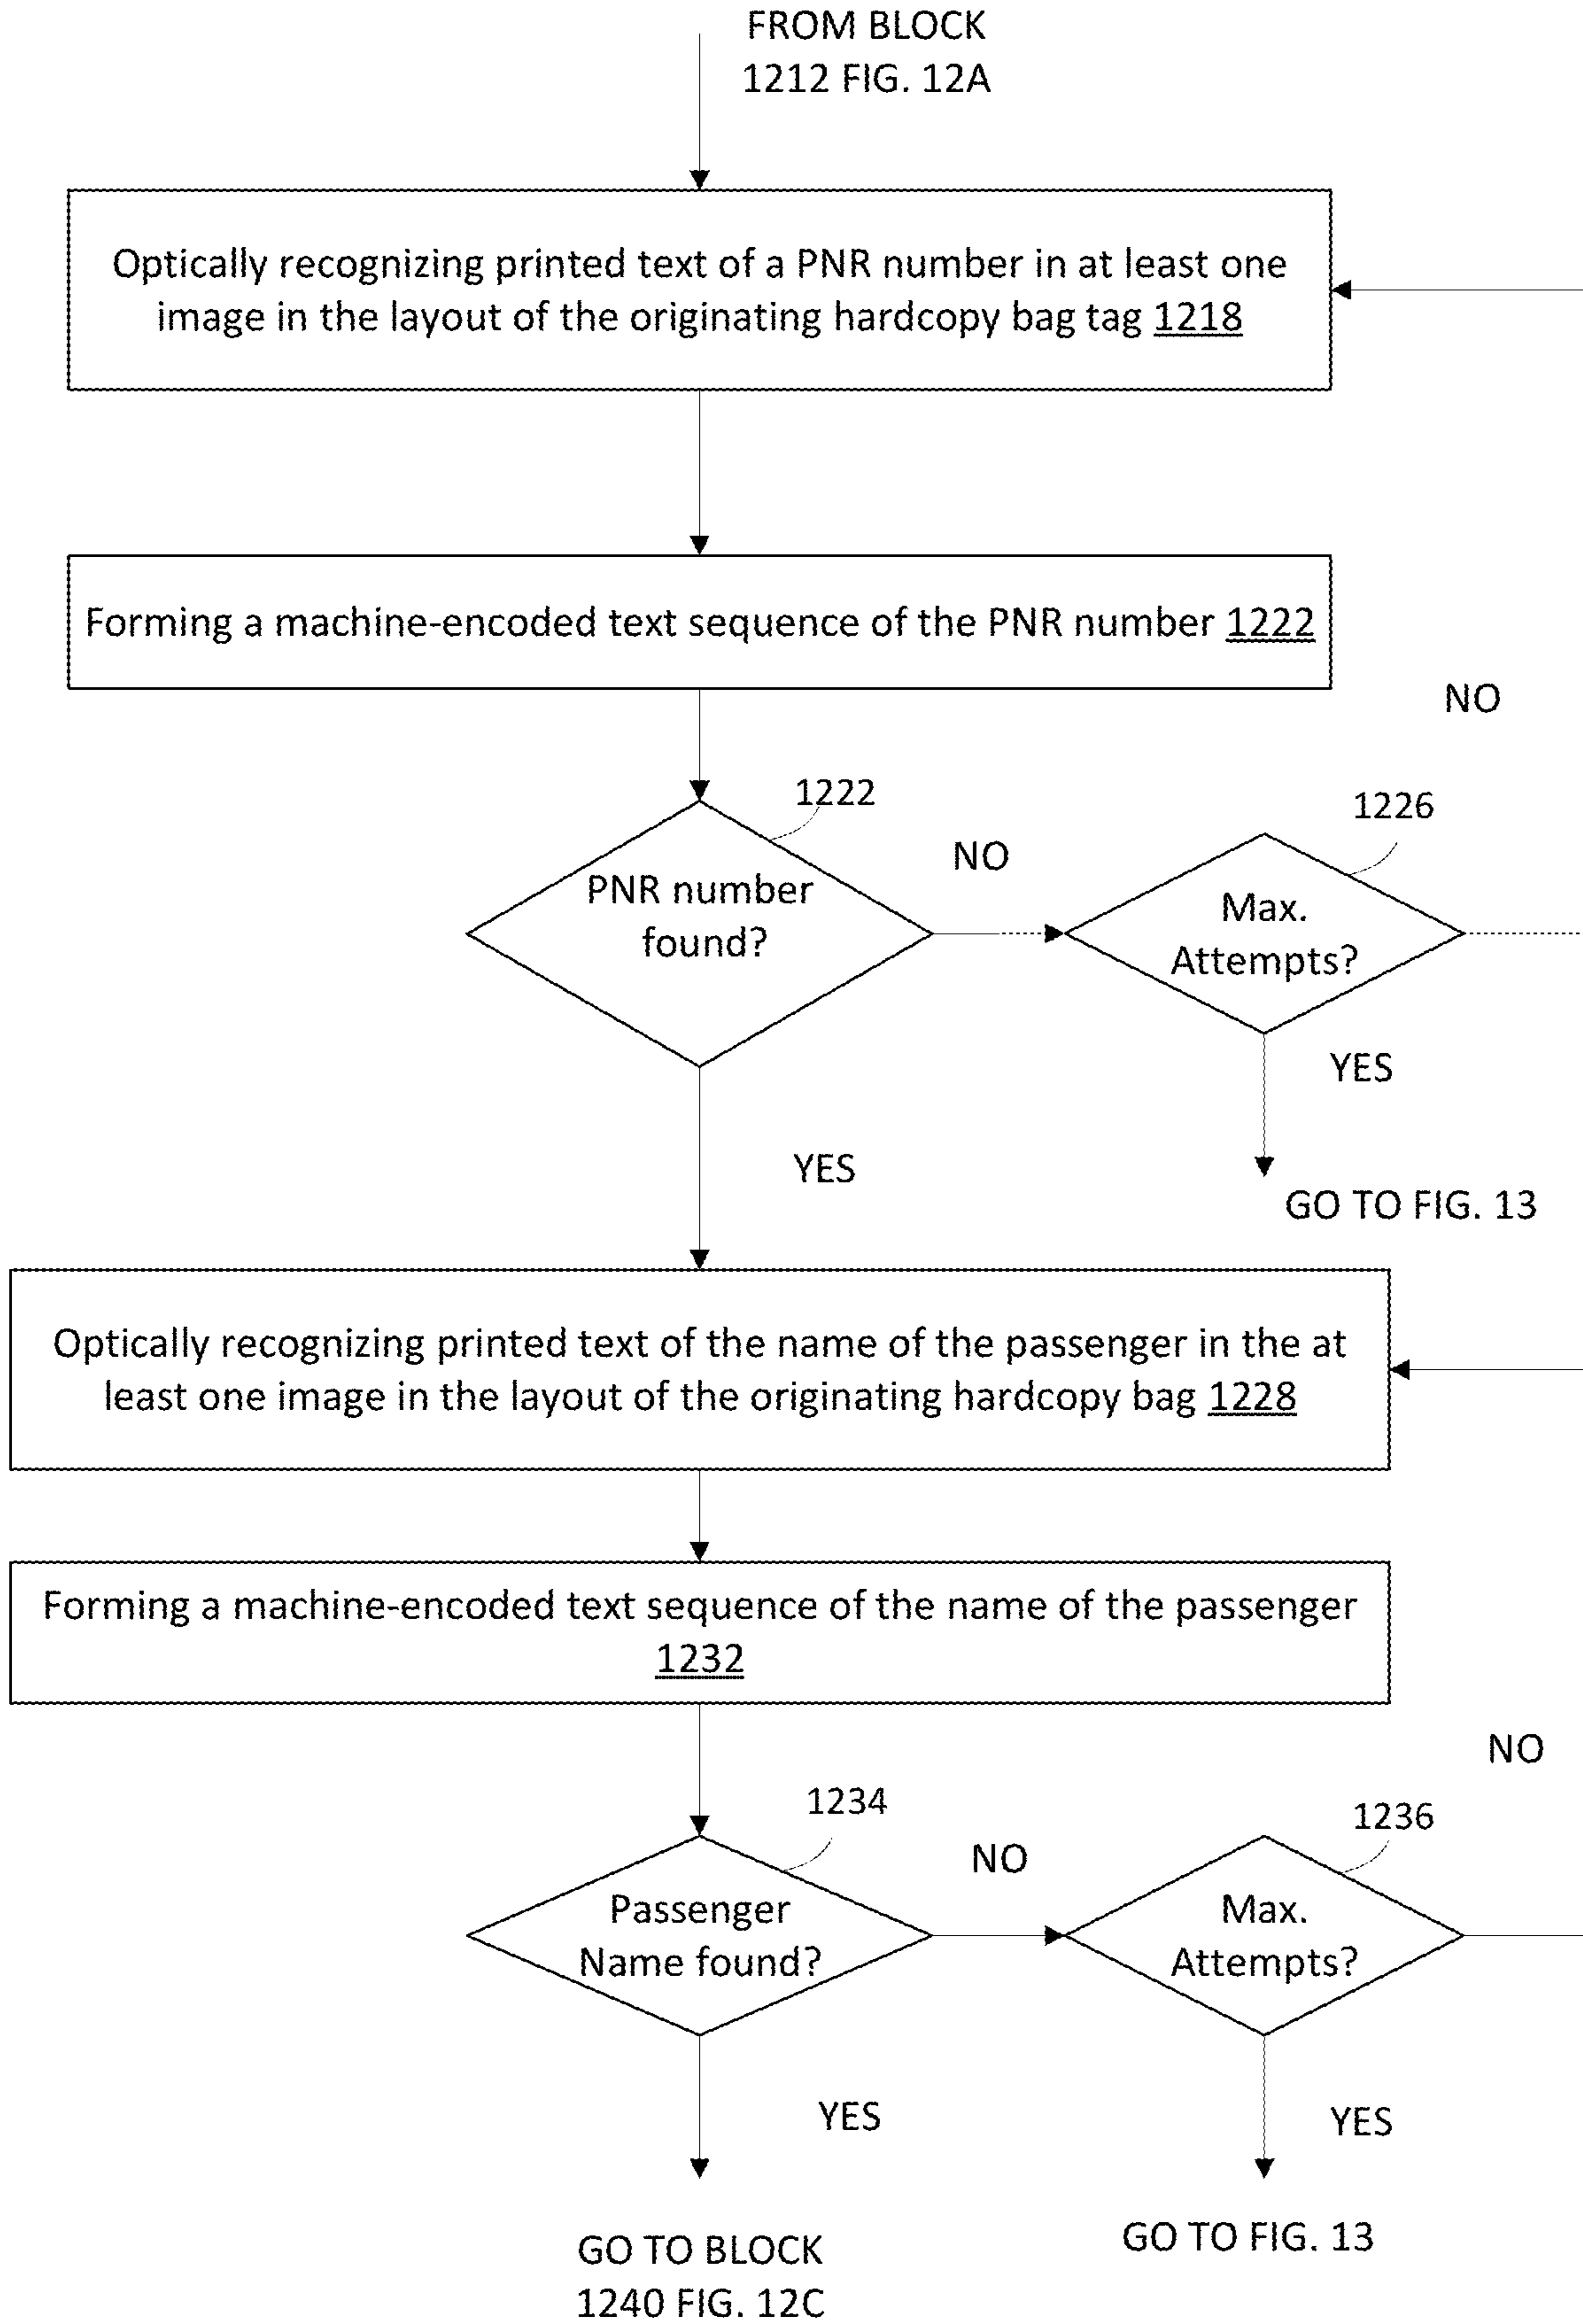 FROM BLOCK
1212 FIG. 12A
Optically recognizing printed text of a PNR number in at least one
image in the layout of the originating hardcopy bag tag 1218
Forming a machine-encoded text sequence of the PNR number 1222
NO
1222
1226
NO
PNR number
found?
Max.
Attempts?
YES
YES
GO TO FIG. 13
Optically recognizing printed text of the name of the passenger in the at
least one image in the layout of the originating hardcopy bag 1228
Forming a machine-encoded text sequence of the name of the passenger
1232
NO
1234
1236
NO
Passenger
Name found?
Max.
Attempts?
YES
YES
GO TO BLOCK
1240 FIG. 12C
GO TO FIG. 13